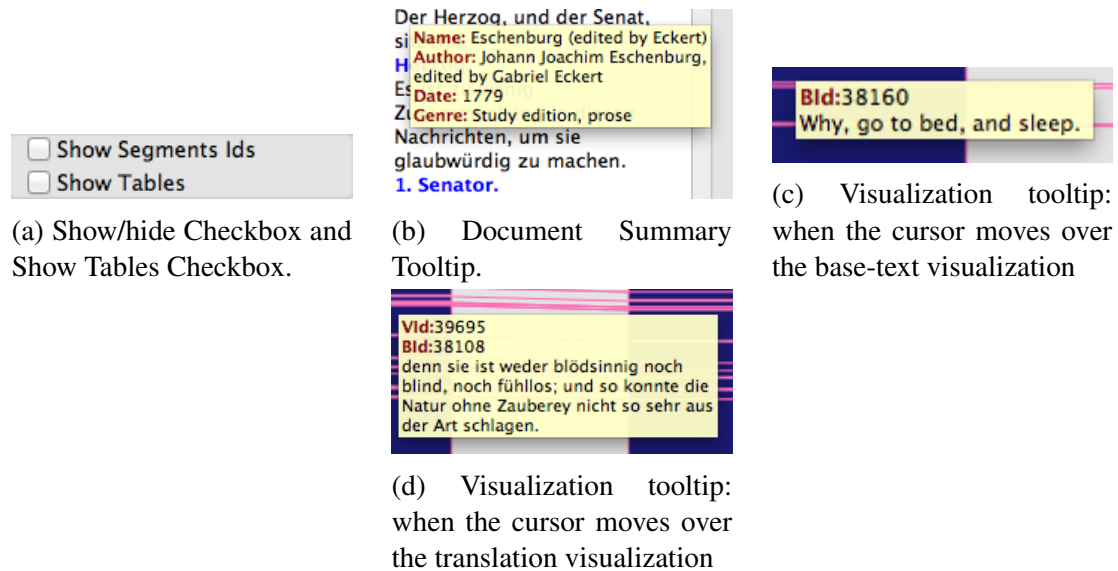 Show Segments Ids
Show Tables
(a) Show/hide Checkbox and
Show Tables Checkbox.
Der Herzog, und der Senat,
Name: Eschenburg (edited by Eckert)
Author: Johann Joachim Eschenburg,
edited by Gabriel Eckert
Date: 1779
Genre: Study edition, prose
Nachrichten, um sie
glaubwürdig zu machen.
1. Senator.
(b) Document Summary
Tooltip.
BId:38160
Why, go to bed, and sleep.
(c) Visualization tooltip:
when the cursor moves over
the base-text visualization
VId:39695
BId:38108
denn sie ist weder blödsinnig noch
blind, noch fühllos; und so konnte die
Natur ohne Zauberey nicht so sehr aus
der Art schlagen.
(d) Visualization tooltip:
when the cursor moves over
the translation visualization